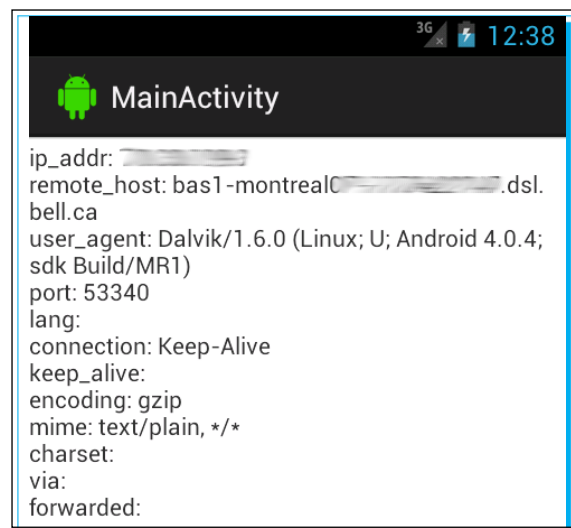 3G 12:38
MainActivity
ip_addr:
remote_host: bas1-montreal .dsl.
bell.ca
user_agent: Dalvik/1.6.0 (Linux; U; Android 4.0.4;
sdk Build/MR1)
port: 53340
lang:
connection: Keep-Alive
keep_alive:
encoding: gzip
mime: text/plain, */*
charset:
via:
forwarded: